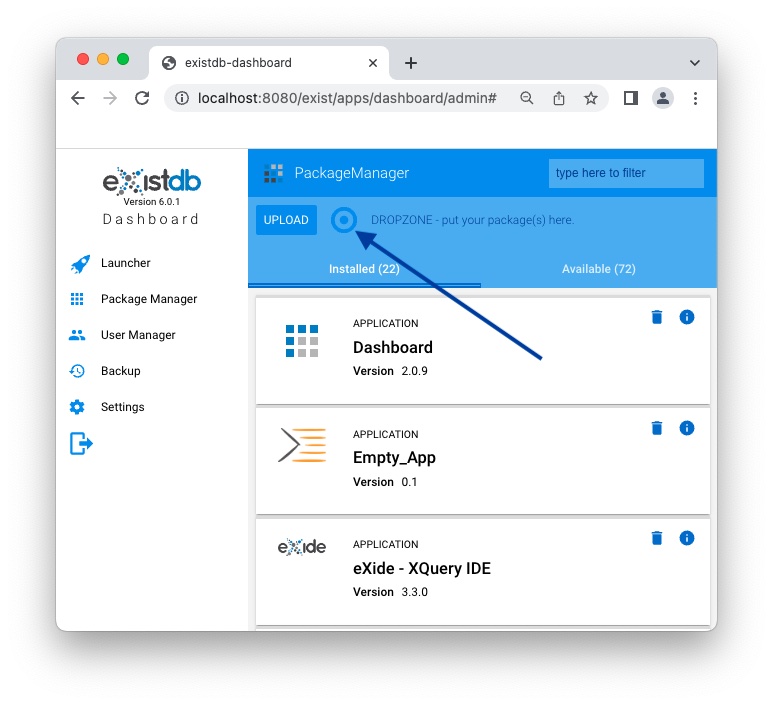 existdb-dashboard
localhost:8080/exist/apps/dashboard/admin#
existdb
Version 6.0.1
Dashboard
Launcher
Package Manager
User Manager
Backup
Settings
PackageManager
type here to filter
UPLOAD
DROPZONE - put your package(s) here.
Installed (22)
Available (72)
APPLICATION
Dashboard
Version 2.0.9
APPLICATION
Empty_App
Version 0.1
eXide
APPLICATION
eXide - XQuery IDE
Version 3.3.0